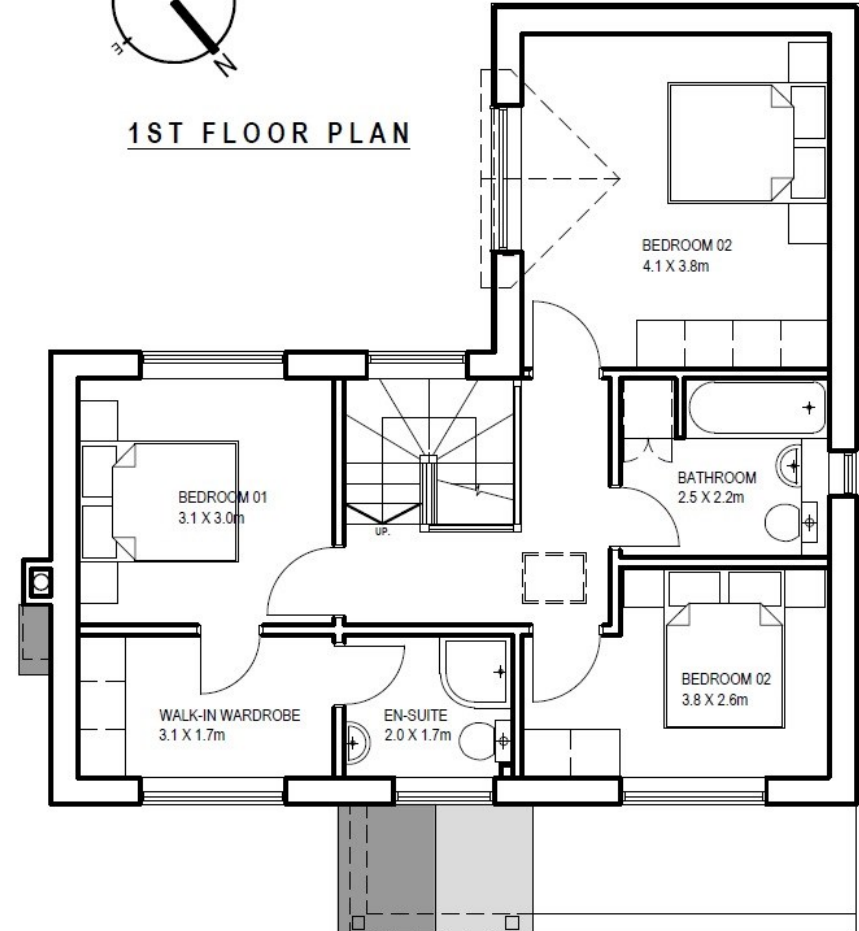 E
N
1ST FLOOR PLAN
BEDROOM 02
4.1 X 3.8m
BEDROOM 01
3.1 X 3.0m
UP.
BATHROOM
2.5 X 2.2m
WALK-IN WARDROBE
3.1 X 1.7m
EN-SUITE
2.0 X 1.7m
BEDROOM 02
3.8 X 2.6m